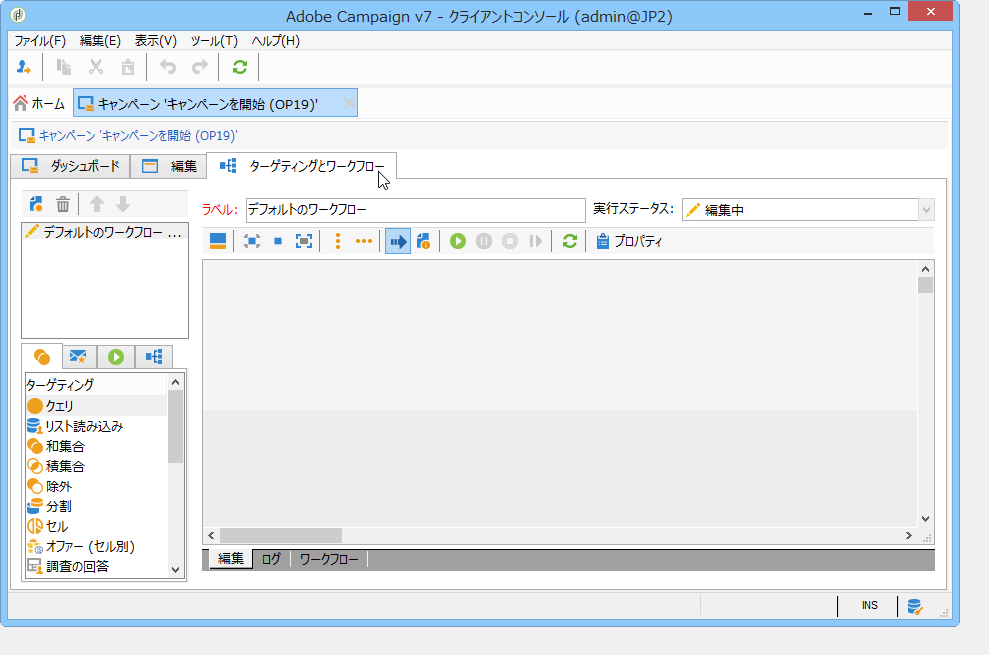 Adobe Campaign v7 - クライアントコンソール (admin@JP2)
ファイル(F) 編集(E) 表示(V) ツール(T) ヘルプ(H)
ホーム キャンペーン 'キャンペーンを開始 (OP19)'
キャンペーン 'キャンペーンを開始 (OP19)'
ダッシュボード 編集 ターゲティングとワークフロー
ラベル: デフォルトのワークフロー 実行ステータス: 編集中
デフォルトのワークフロー ...
プロパティ
ターゲティング
クエリ
リスト読み込み
和集合
積集合
除外
分割
セル
オファー (セル別)
調査の回答
編集 ログ ワークフロー
INS